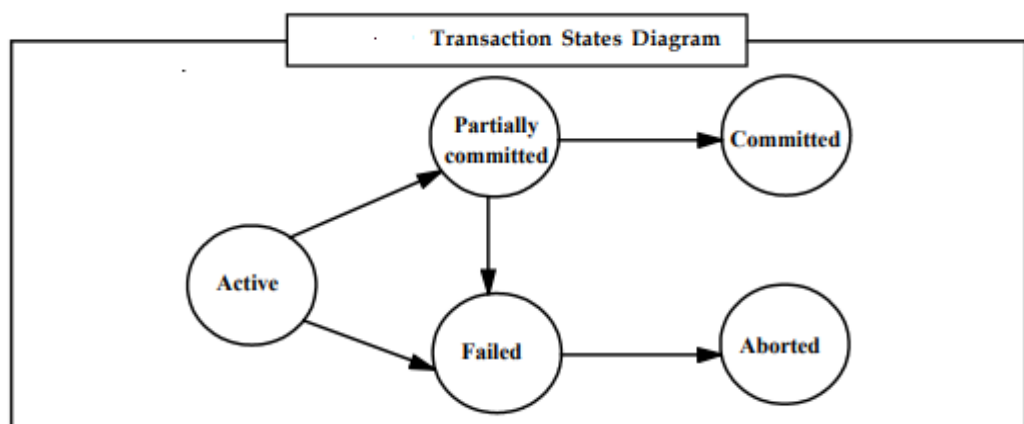 Transaction States Diagram
Partially
committed
Committed
Active
Failed
Aborted